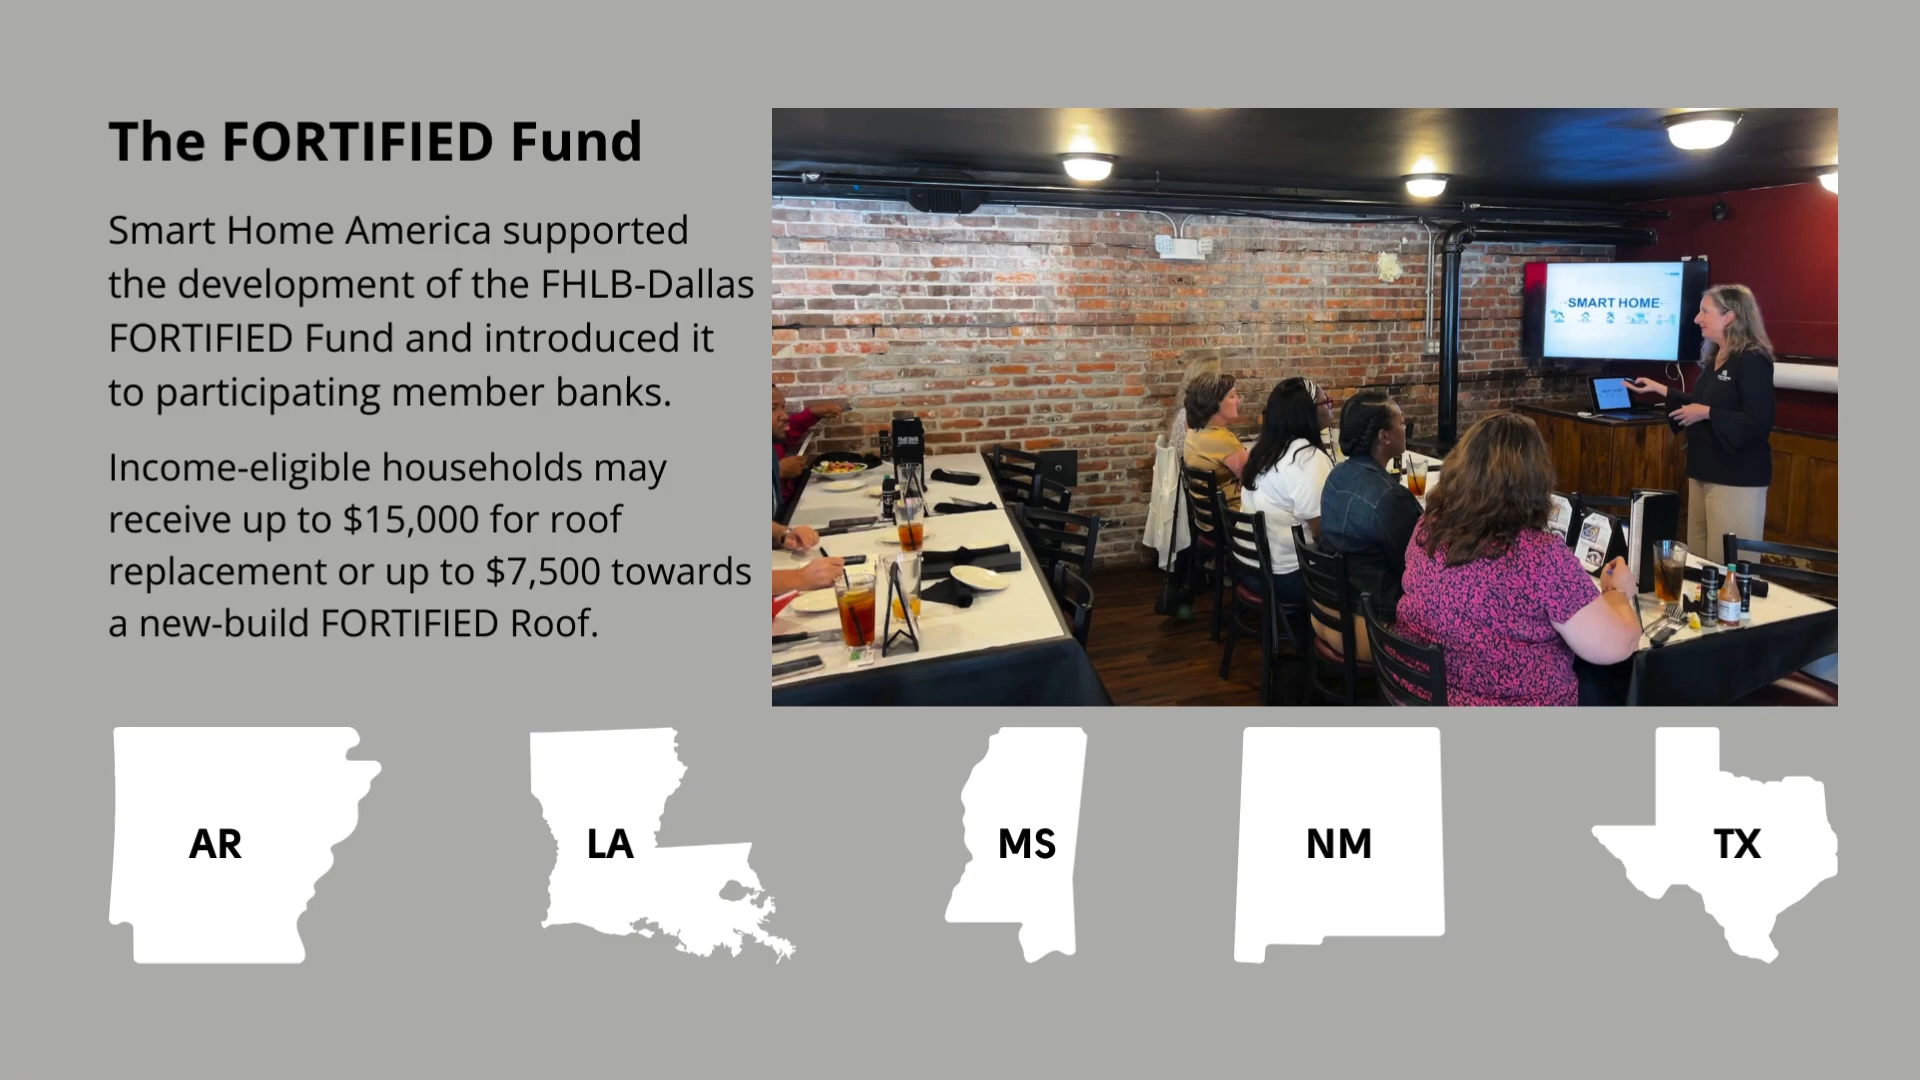 The FORTIFIED Fund
Smart Home America supported
the development of the FHLB-Dallas
FORTIFIED Fund and introduced it
to participating member banks.
Income-eligible households may
receive up to $15,000 for roof
replacement or up to $7,500 towards
a new-build FORTIFIED Roof.
SMART HOME
AR
LA
MS
NM
TX